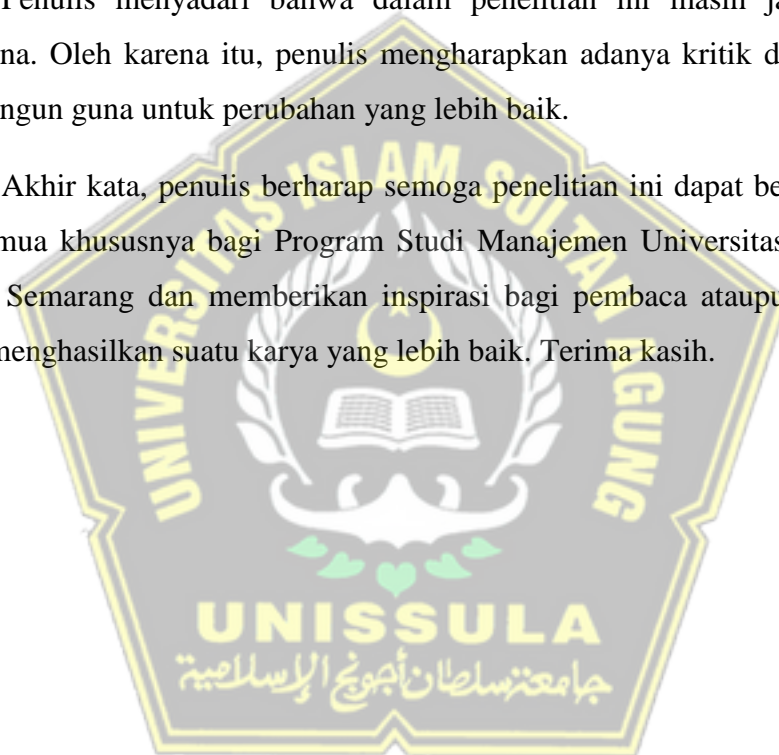 Penulis menyadari bahwa dalam penelitian ini masih
na. Oleh karena itu, penulis mengharapkan adanya kritik d
ngun guna untuk perubahan yang lebih baik.
Akhir kata, penulis berharap semoga penelitian ini dapat be
mua khususnya bagi Program Studi Manajemen Universitas
Semarang dan memberikan inspirasi bagi pembaca ataupu
menghasilkan suatu karya yang lebih baik. Terima kasih.
UNIVERSITAS ISLAM SULTAN AGUNG
UNISSULA
جامعة سلطان أجونج الإسلامية